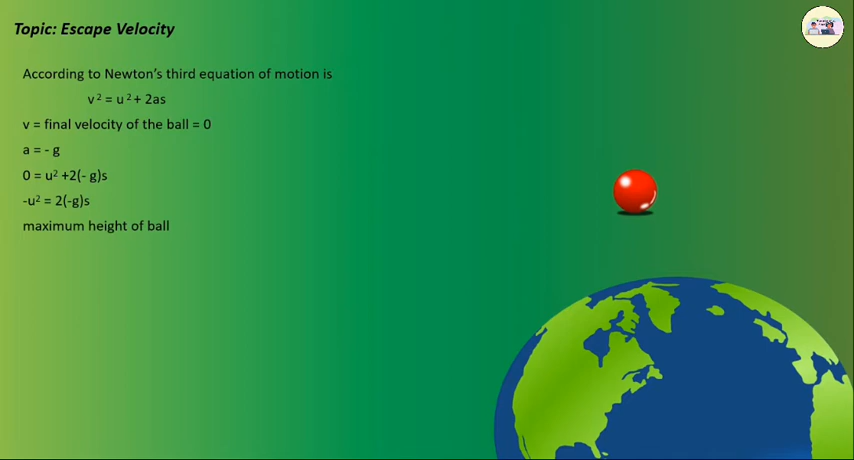 Topic: Escape Velocity
According to Newton's third equation of motion is
v² = u² + 2as
v = final velocity of the ball = 0
a = - g
0 = u² +2(- g)s
-u² = 2(-g)s
maximum height of ball